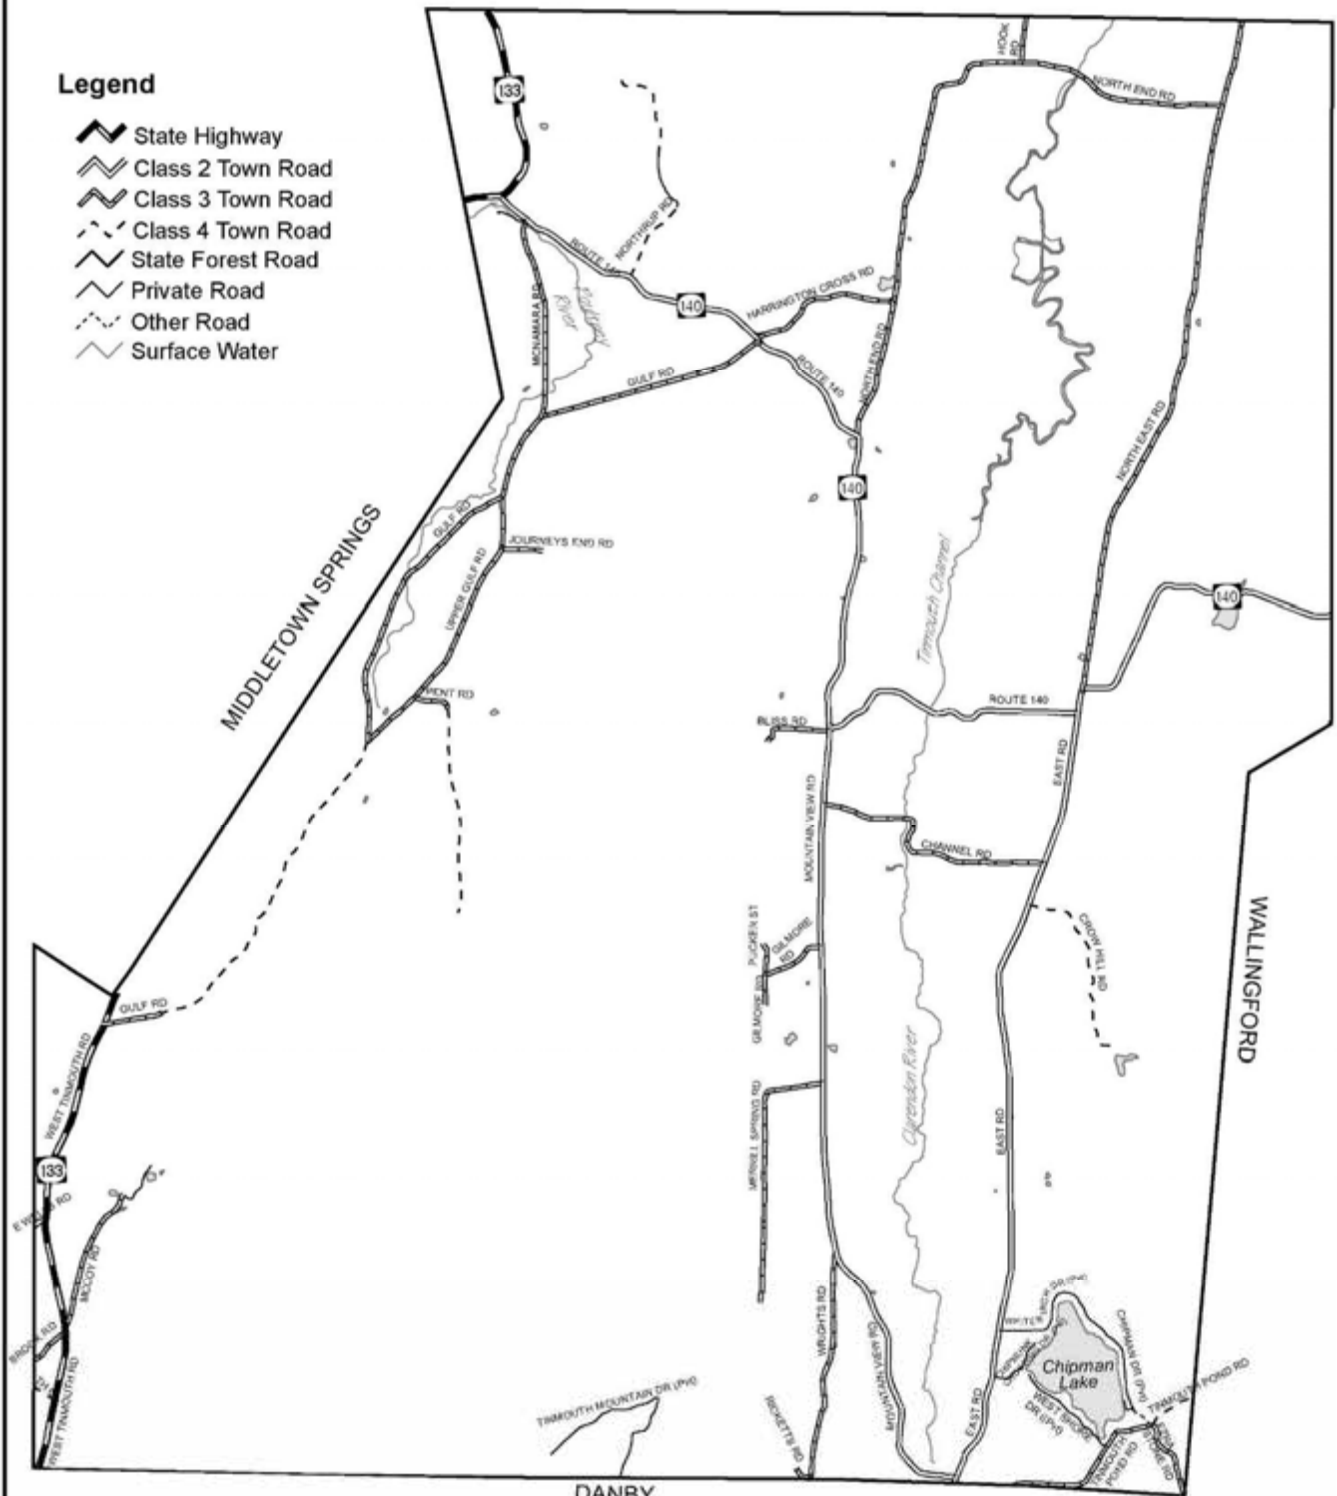 Legend
State Highway
Class 2 Town Road
Class 3 Town Road
Class 4 Town Road
State Forest Road
Private Road
Other Road
Surface Water
133
HOOK
RD
NORTH END RD
NORTHRUP RD
ROUTE 14
140
HARRINGTON CROSS RD
MCNAMARA RD
River
GULF RD
ROUTE 140
NORTH END RD
140
NORTH EAST RD
GULF RD
JOURNEYS END RD
UPPER GULF RD
MIDDLETOWN SPRINGS
Tinmouth Channel
140
ROUTE 140
BLISS RD
EAST RD
MOUNTAIN VIEW RD
CHANNEL RD
PUCKER ST
GILMORE
RD
GILMORE RD
CROW HILL RD
WALLINGFORD
GULF RD
WEST TINMOUTH RD
133
Clarendon River
MERRILL SPRING RD
EAST RD
MCCOY RD
BROOK RD
WEST TINMOUTH RD
WRIGHTS RD
MOUNTAIN VIEW RD
Chipman
Lake
CHIPMAN DR (Pvt)
TINMOUTH POND RD
WEST SHORE
DR (Pvt)
TINMOUTH
POND RD
EAST RD
RICKETTS RD
TINMOUTH MOUNTAIN DR (Pvt)
DANBY